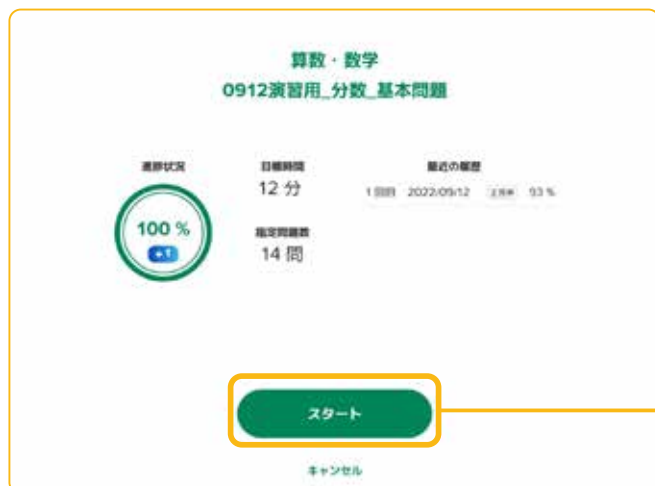 算数・数学
0912演習用_分数_基本問題
進捗状況
100 %
+1
目標時間
12 分
指定問題数
14 問
最近の履歴
1 回目 2022/09/12 正答率 93 %
スタート
キャンセル